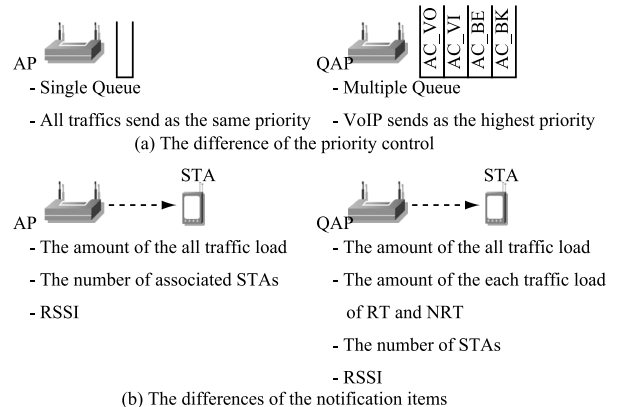 AP
- Single Queue
- All traffics send as the same priority
AC_VO
AC_VI
AC_BE
AC_BK
QAP
- Multiple Queue
- VoIP sends as the highest priority
(a) The difference of the priority control
STA
AP
- The amount of the all traffic load
- The number of associated STAs
- RSSI
STA
QAP
- The amount of the all traffic load
- The amount of the each traffic load
of RT and NRT
- The number of STAs
- RSSI
(b) The differences of the notification items